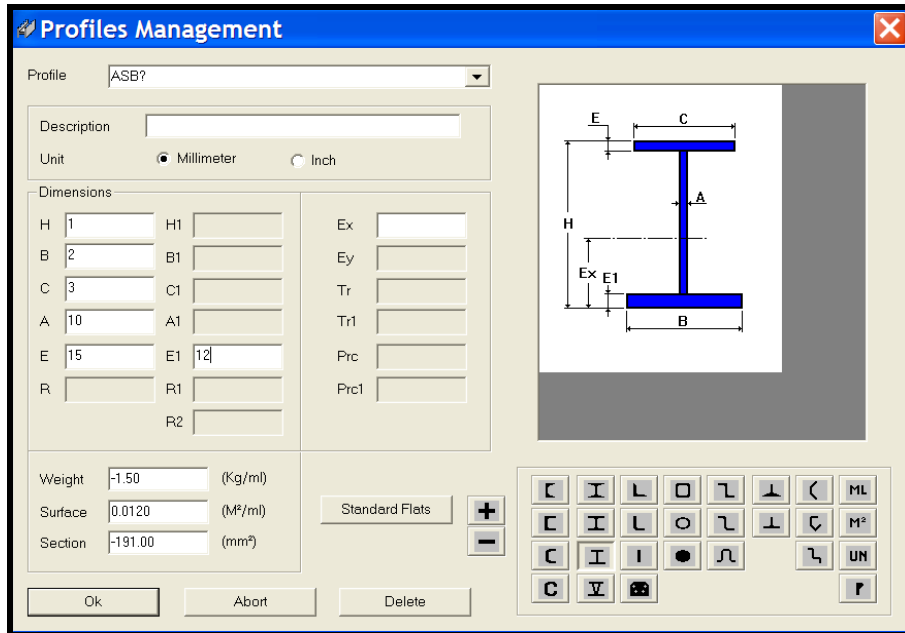 Profiles Management
Profile ASB?
Description
Unit Millimeter Inch
Dimensions
H 1 H1 Ex
B 2 B1 Ey
C 3 C1 Tr
A 10 A1 Tr1
E 15 E1 12 Prc
R R1 Prc1
R2
Weight -1.50 (Kg/ml)
Surface 0.0120 (M²/ml)
Section -191.00 (mm²)
Standard Flats
Ok Abort Delete
E C
A
H
Ex E1
B
ML
M²
UN